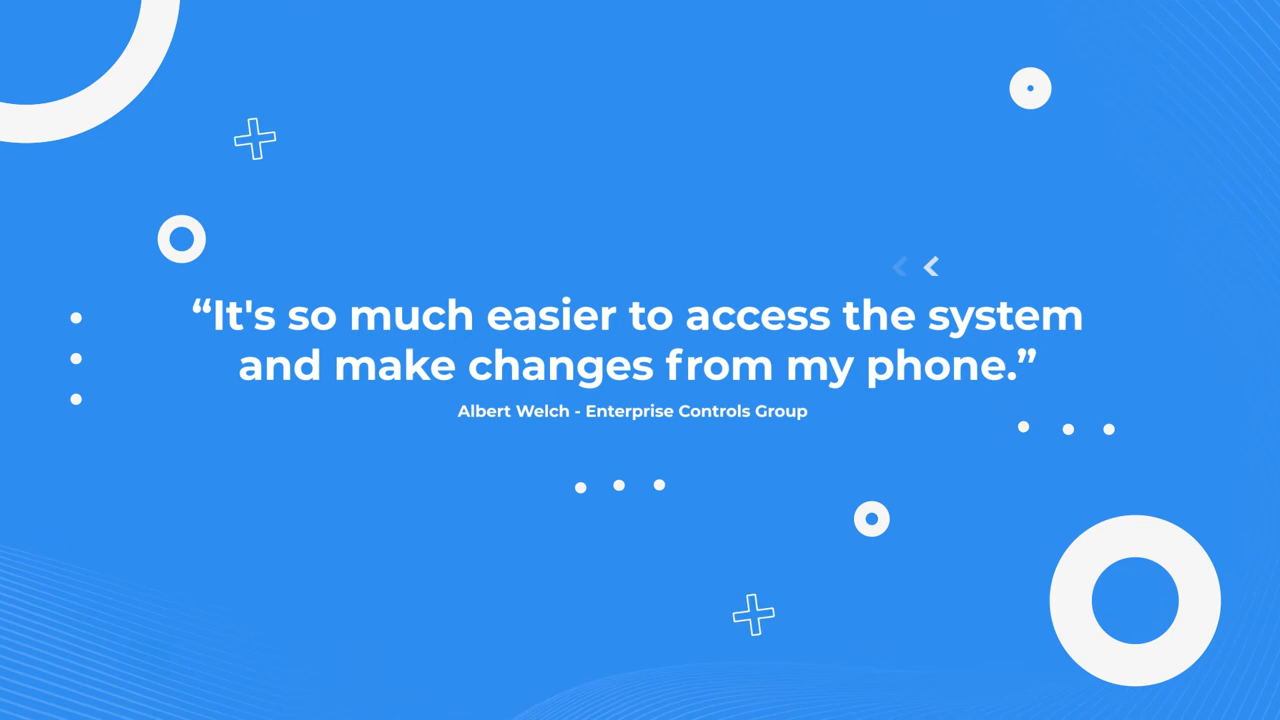 “It's so much easier to access the system
and make changes from my phone.”
Albert Welch - Enterprise Controls Group